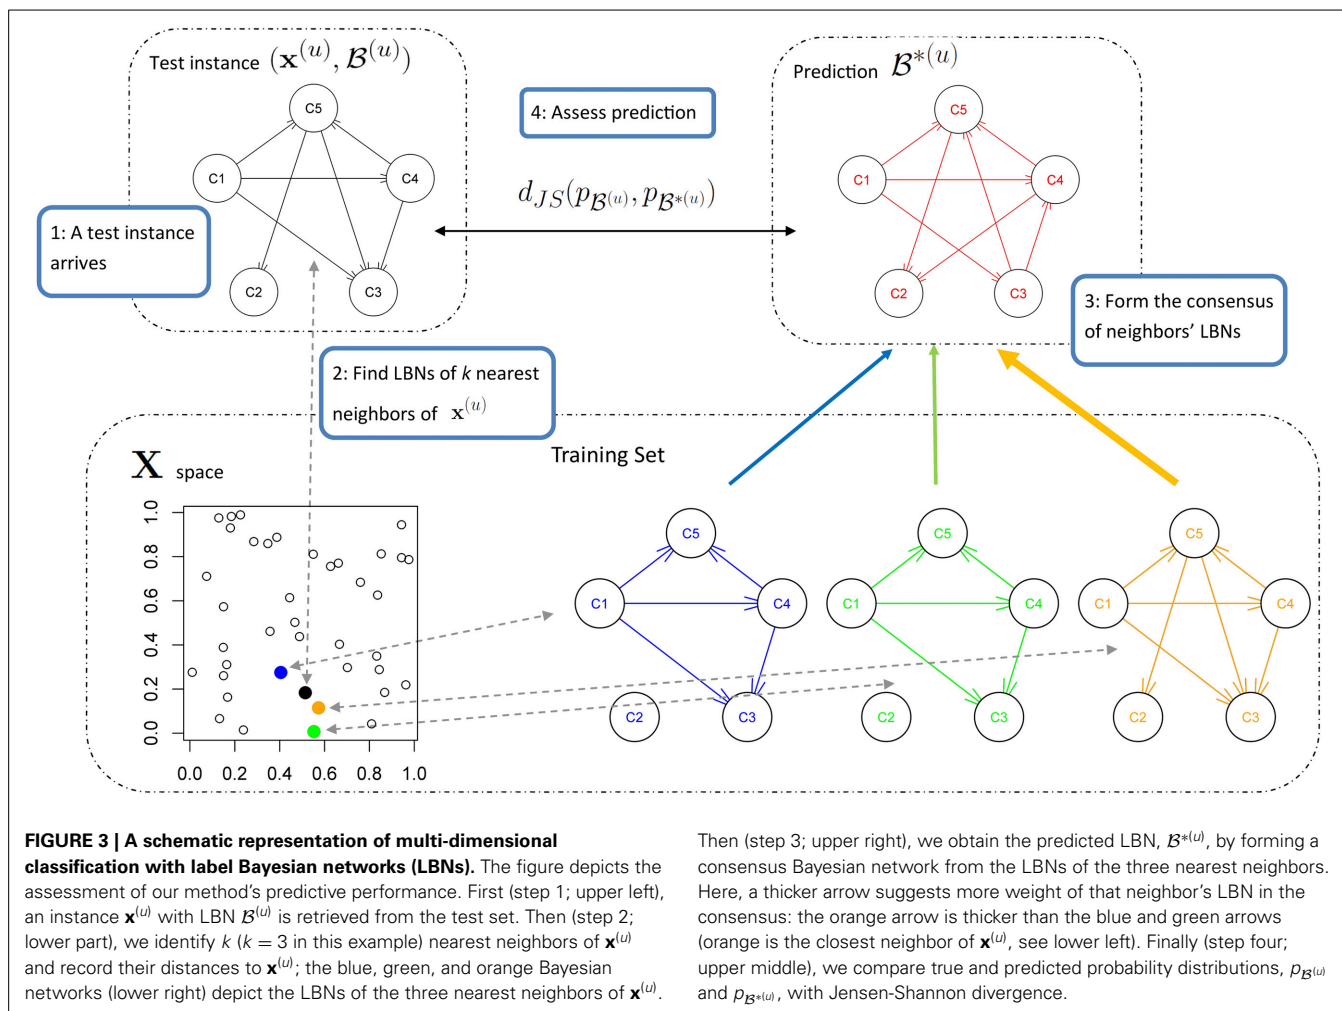 Test instance (x^(u), B^(u))
C5
C1
C4
C2
C3
1: A test instance
arrives
4: Assess prediction
d_JS(p_B^(u), p_B*^(u))
Prediction B*^(u)
C5
C1
C4
C2
C3
3: Form the consensus
of neighbors’ LBNs
2: Find LBNs of k nearest
neighbors of x^(u)
Training Set
X space
1.0
0.8
0.6
0.4
0.2
0.0
0.0 0.2 0.4 0.6 0.8 1.0
C5
C1
C4
C2
C3
C5
C1
C4
C2
C3
C5
C1
C4
C2
C3
FIGURE 3 | A schematic representation of multi-dimensional
classification with label Bayesian networks (LBNs). The figure depicts the
assessment of our method’s predictive performance. First (step 1; upper left),
an instance x^(u) with LBN B^(u) is retrieved from the test set. Then (step 2;
lower part), we identify k (k = 3 in this example) nearest neighbors of x^(u)
and record their distances to x^(u); the blue, green, and orange Bayesian
networks (lower right) depict the LBNs of the three nearest neighbors of x^(u).
Then (step 3; upper right), we obtain the predicted LBN, B*^(u), by forming a
consensus Bayesian network from the LBNs of the three nearest neighbors.
Here, a thicker arrow suggests more weight of that neighbor’s LBN in the
consensus: the orange arrow is thicker than the blue and green arrows
(orange is the closest neighbor of x^(u), see lower left). Finally (step four;
upper middle), we compare true and predicted probability distributions, p_B^(u)
and p_B*^(u), with Jensen-Shannon divergence.